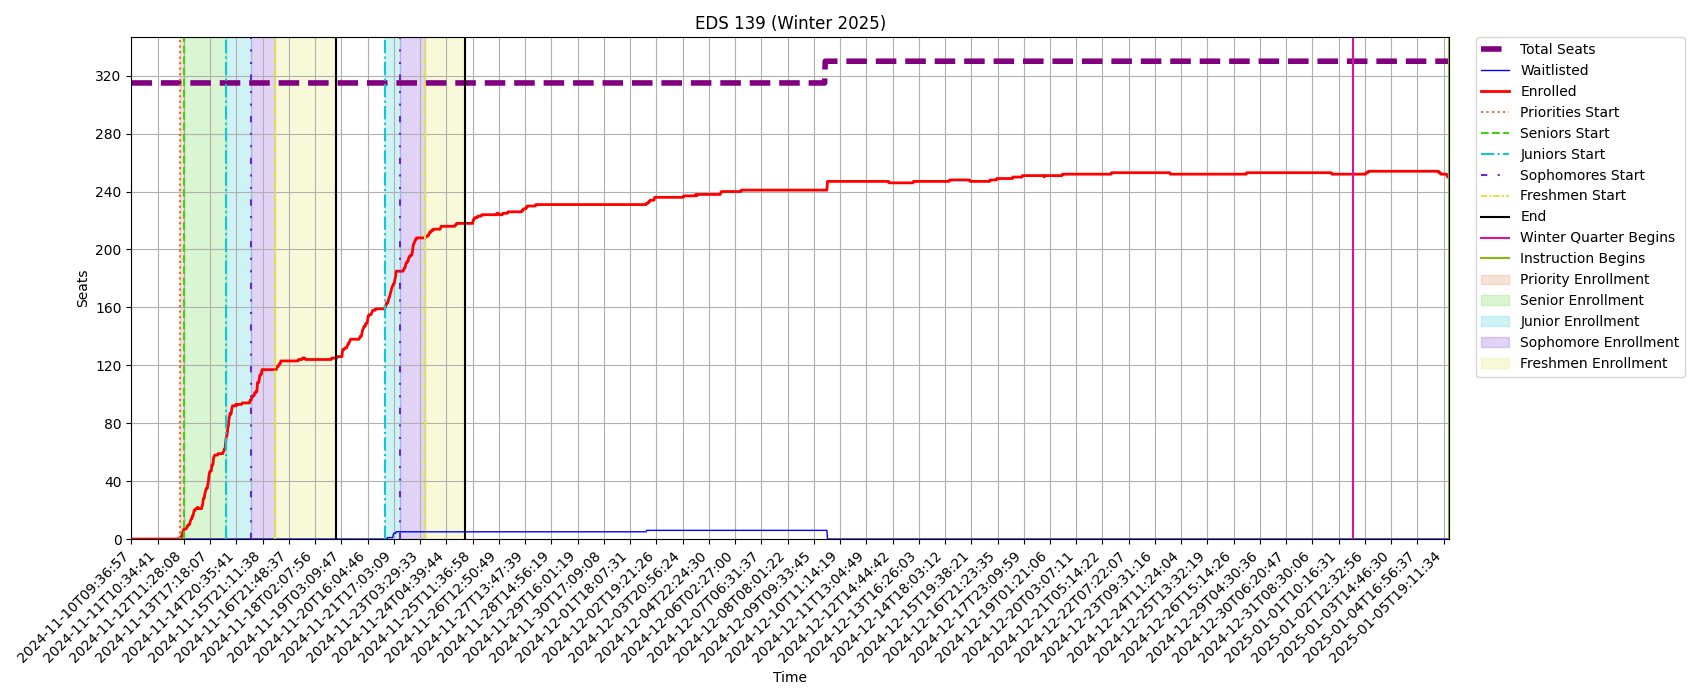 EDS 139 (Winter 2025)
Seats
320
280
240
200
160
120
80
40
0
2024-11-10T09:36:57
2024-11-11T10:34:41
2024-11-12T11:28:08
2024-11-13T17:18:07
2024-11-14T20:35:41
2024-11-15T21:11:38
2024-11-16T21:48:37
2024-11-18T02:07:56
2024-11-19T03:09:47
2024-11-20T16:04:46
2024-11-21T17:03:09
2024-11-23T03:29:33
2024-11-24T04:39:44
2024-11-25T11:36:58
2024-11-26T12:50:49
2024-11-27T13:47:39
2024-11-28T14:56:19
2024-11-29T16:01:19
2024-11-30T17:09:08
2024-12-01T18:07:31
2024-12-02T19:21:26
2024-12-03T20:56:24
2024-12-04T22:24:30
2024-12-06T02:27:00
2024-12-07T06:31:37
2024-12-08T08:01:22
2024-12-09T09:33:45
2024-12-10T11:14:19
2024-12-11T13:04:49
2024-12-12T14:44:42
2024-12-13T16:26:03
2024-12-14T18:03:12
2024-12-15T19:38:21
2024-12-16T21:23:35
2024-12-17T23:09:59
2024-12-19T01:21:06
2024-12-20T03:07:11
2024-12-21T05:14:22
2024-12-22T07:22:07
2024-12-23T09:31:16
2024-12-24T11:24:04
2024-12-25T13:32:19
2024-12-26T15:14:26
2024-12-29T04:30:36
2024-12-30T06:20:47
2024-12-31T08:30:06
2025-01-01T10:16:31
2025-01-02T12:32:56
2025-01-03T14:46:30
2025-01-04T16:56:37
2025-01-05T19:11:34
Time
Total Seats
Waitlisted
Enrolled
Priorities Start
Seniors Start
Juniors Start
Sophomores Start
Freshmen Start
End
Winter Quarter Begins
Instruction Begins
Priority Enrollment
Senior Enrollment
Junior Enrollment
Sophomore Enrollment
Freshmen Enrollment